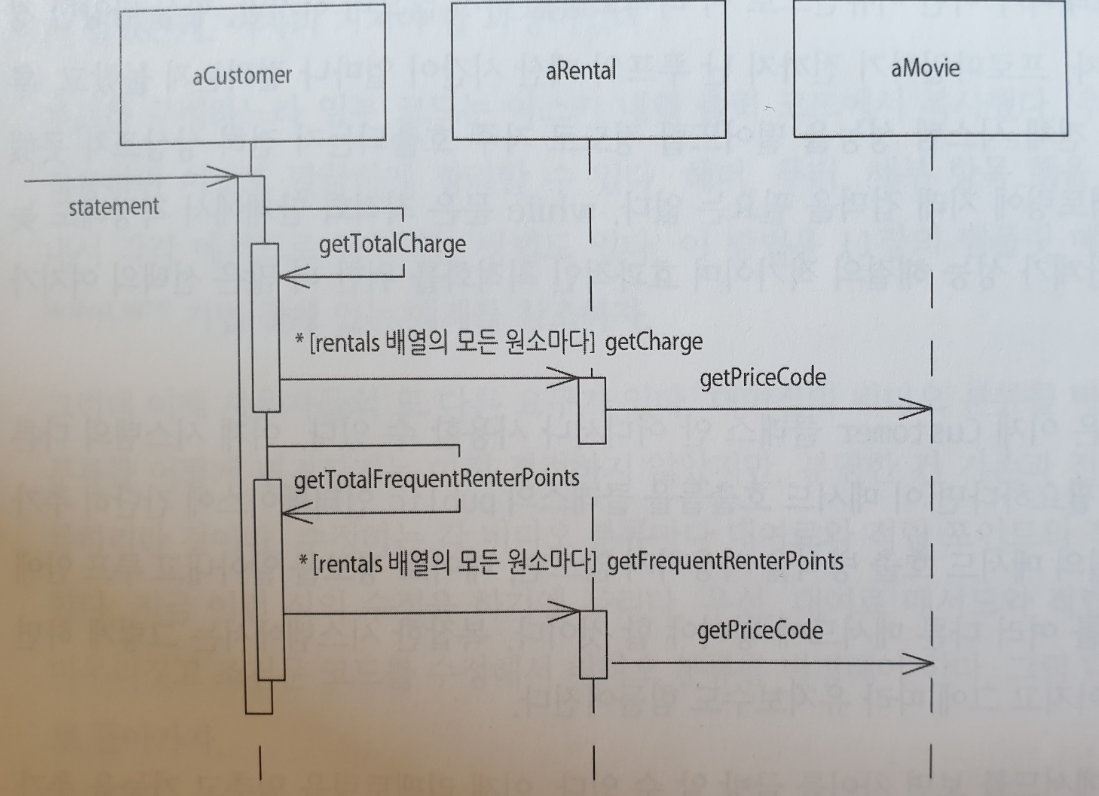 aCustomer
aRental
aMovie
statement
getTotalCharge
* [rentals 배열의 모든 원소마다] getCharge
getPriceCode
getTotalFrequentRenterPoints
* [rentals 배열의 모든 원소마다] getFrequentRenterPoints
getPriceCode